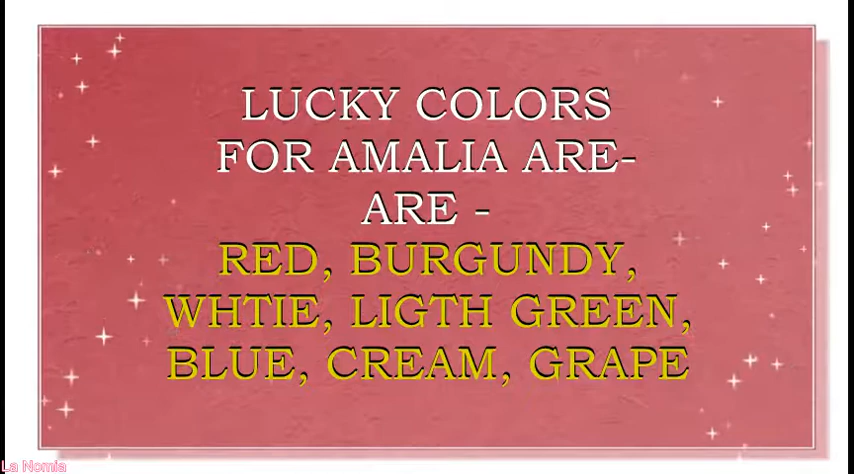 LUCKY COLORS
FOR AMALIA ARE-
ARE -
RED, BURGUNDY,
WHTIE, LIGTH GREEN,
BLUE, CREAM, GRAPE
La Nomia